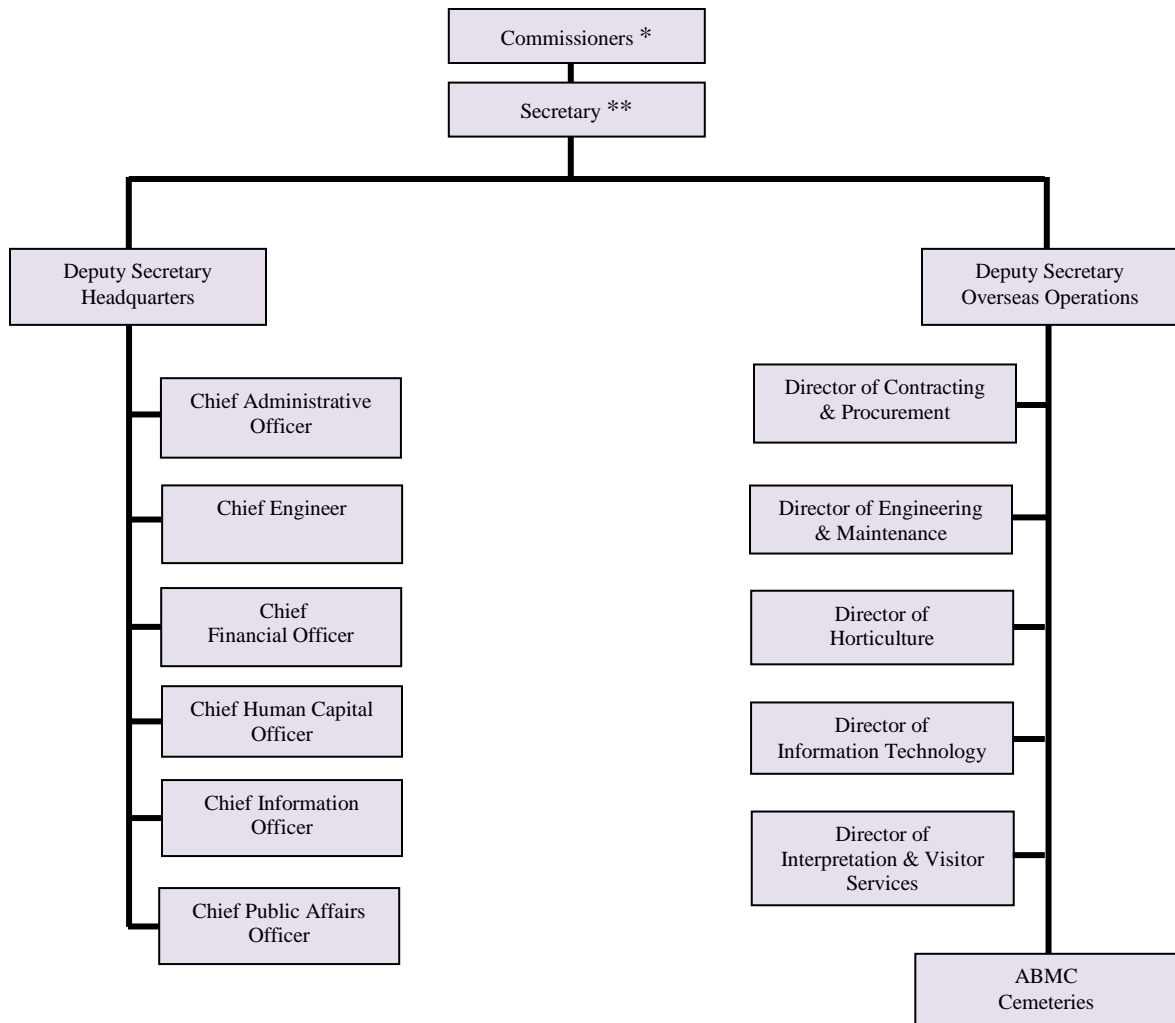 Commissioners *
Secretary **
Deputy Secretary
Headquarters
Deputy Secretary
Overseas Operations
Chief Administrative
Officer
Chief Engineer
Chief
Financial Officer
Chief Human Capital
Officer
Chief Information
Officer
Chief Public Affairs
Officer
Director of Contracting
& Procurement
Director of Engineering
& Maintenance
Director of
Horticulture
Director of
Information Technology
Director of
Interpretation & Visitor
Services
ABMC
Cemeteries